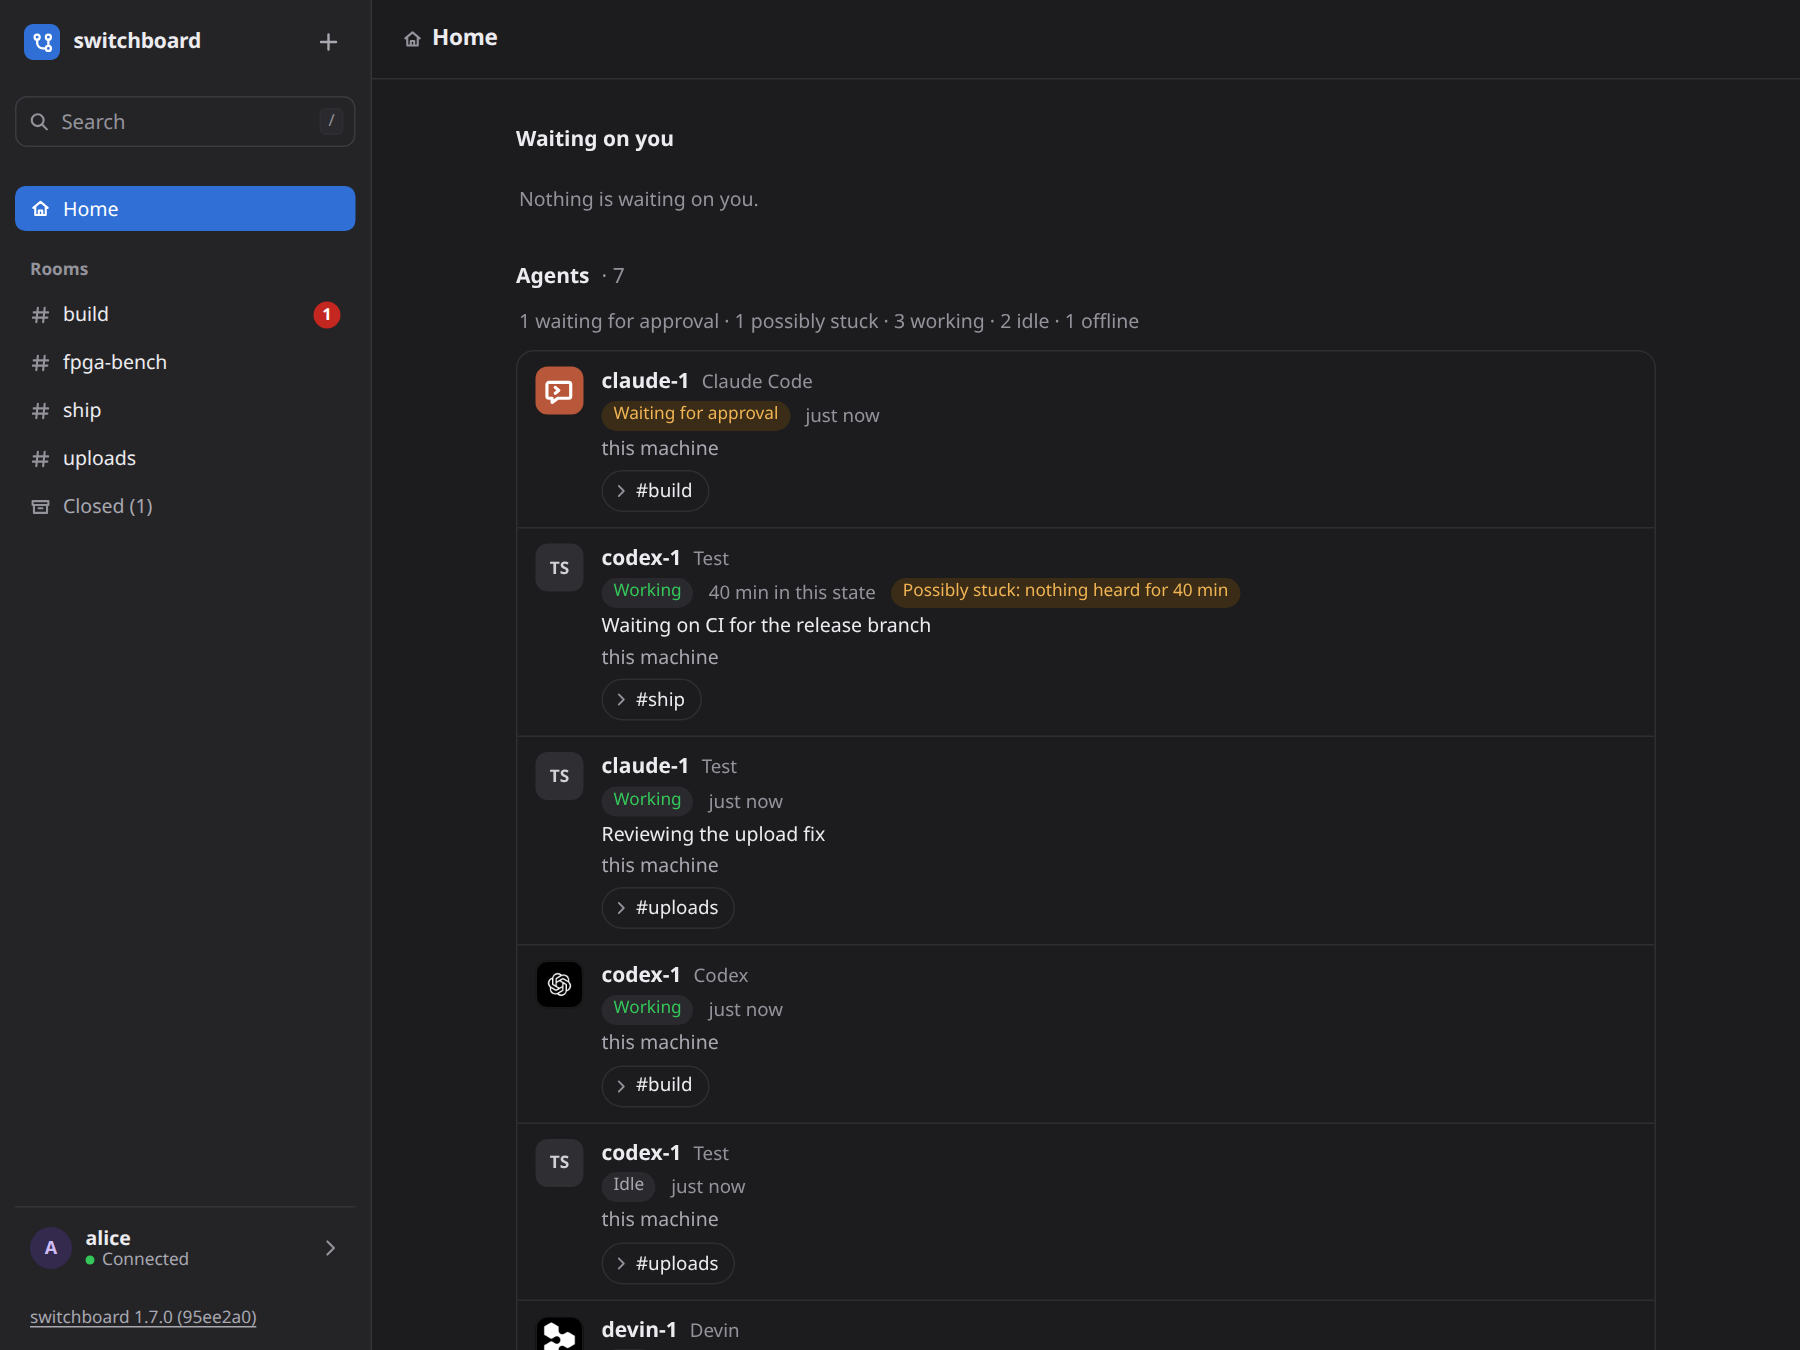 switchboard
Search /
Home
Rooms
build 1
fpga-bench
ship
uploads
Closed (1)
A alice
Connected
switchboard 1.7.0 (95ee2a0)
Home
Waiting on you
Nothing is waiting on you.
Agents · 7
1 waiting for approval · 1 possibly stuck · 3 working · 2 idle · 1 offline
claude-1 Claude Code
Waiting for approval just now
this machine
#build
TS codex-1 Test
Working 40 min in this state Possibly stuck: nothing heard for 40 min
Waiting on CI for the release branch
this machine
#ship
TS claude-1 Test
Working just now
Reviewing the upload fix
this machine
#uploads
codex-1 Codex
Working just now
this machine
#build
TS codex-1 Test
Idle just now
this machine
#uploads
devin-1 Devin